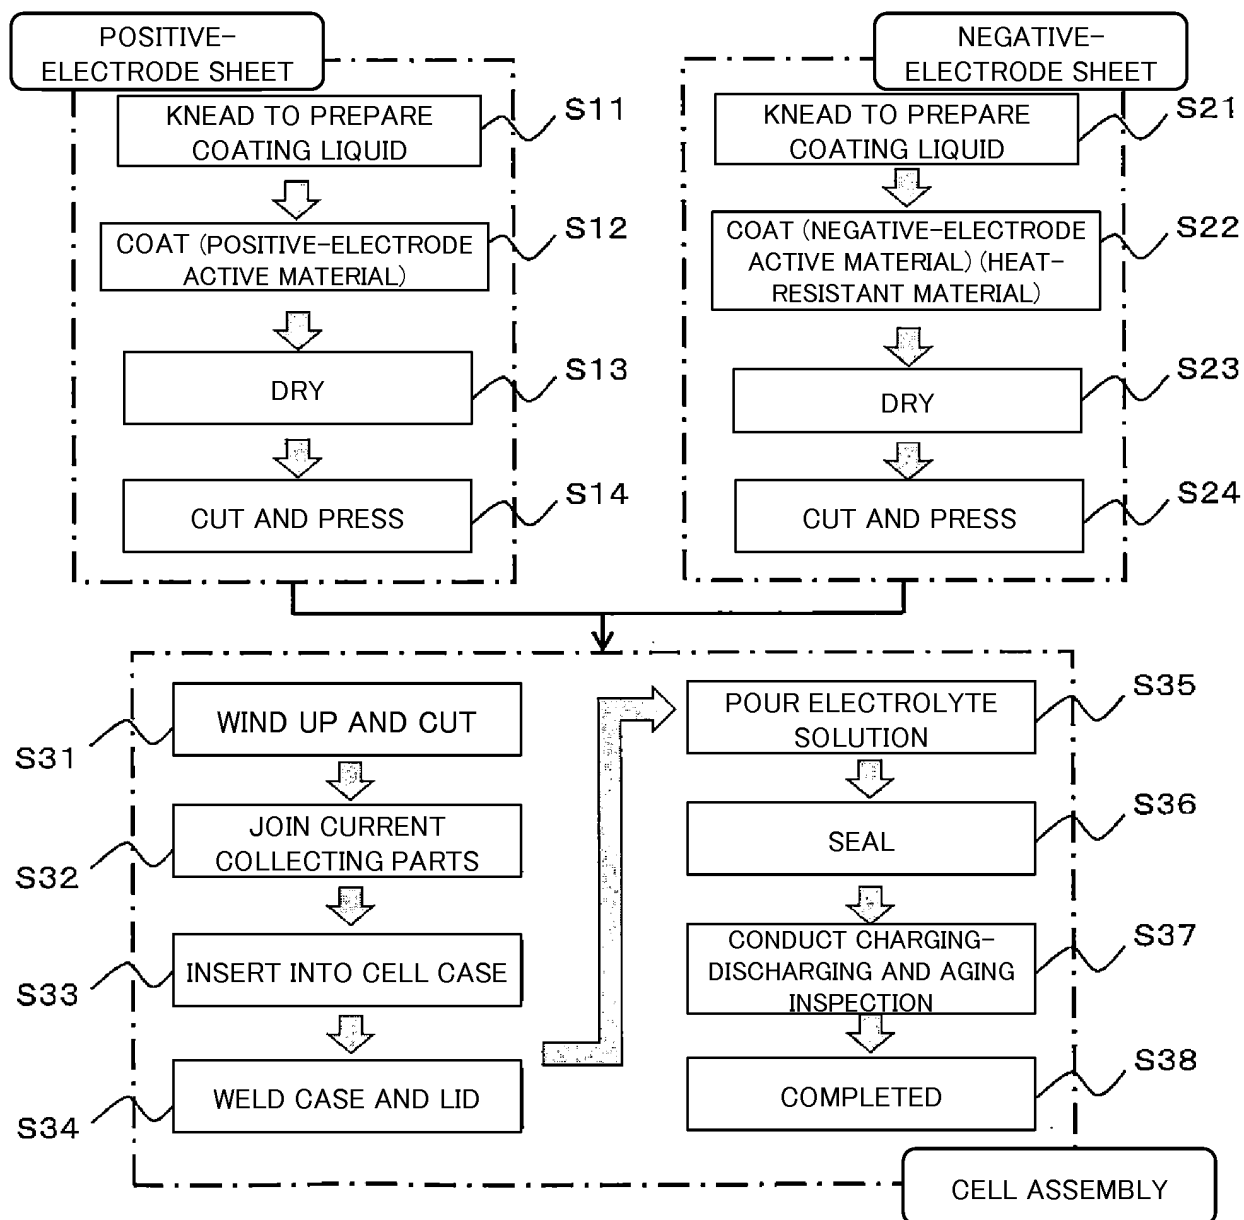 POSITIVE-
ELECTRODE SHEET
KNEAD TO PREPARE
COATING LIQUID
S11
COAT (POSITIVE-ELECTRODE
ACTIVE MATERIAL)
S12
DRY
S13
CUT AND PRESS
S14
NEGATIVE-
ELECTRODE SHEET
KNEAD TO PREPARE
COATING LIQUID
S21
COAT (NEGATIVE-ELECTRODE
ACTIVE MATERIAL) (HEAT-
RESISTANT MATERIAL)
S22
DRY
S23
CUT AND PRESS
S24
WIND UP AND CUT
S31
JOIN CURRENT
COLLECTING PARTS
S32
INSERT INTO CELL CASE
S33
WELD CASE AND LID
S34
POUR ELECTROLYTE
SOLUTION
S35
SEAL
S36
CONDUCT CHARGING-
DISCHARGING AND AGING
INSPECTION
S37
COMPLETED
S38
CELL ASSEMBLY